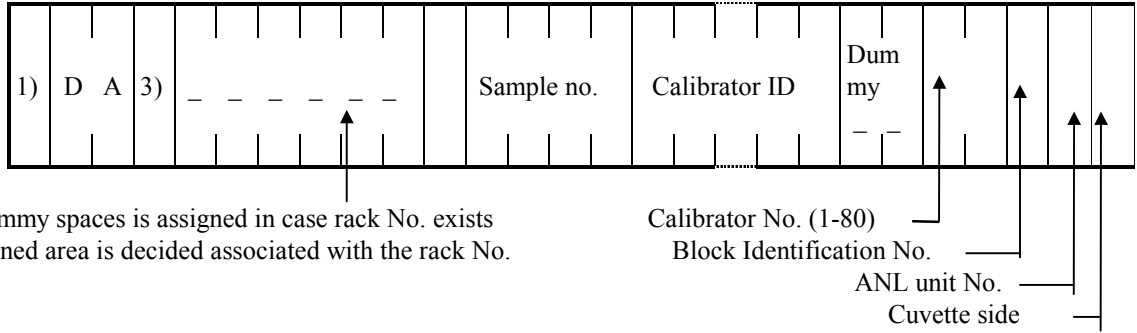 Dum
1) D A 3) _ _ _ _ _ _ Sample no. Calibrator ID my
_ _
mmy spaces is assigned in case rack No. exists
ned area is decided associated with the rack No.
Calibrator No. (1-80)
Block Identification No.
ANL unit No.
Cuvette side